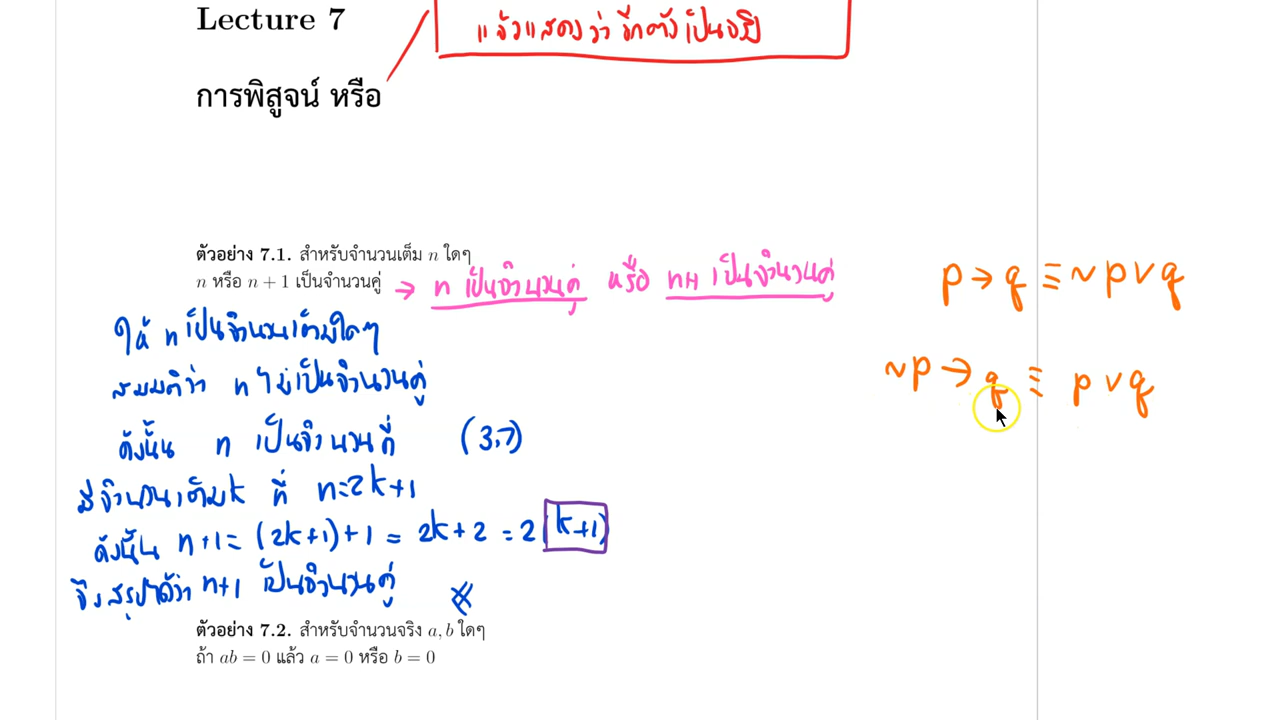 Lecture 7
แล้วแสดงว่า อีกตัวเป็นจริง
การพิสูจน์ หรือ
ตัวอย่าง 7.1. สำหรับจำนวนเต็ม n ใดๆ
n หรือ n + 1 เป็นจำนวนคู่ → n เป็นจำนวนคู่ หรือ n+1 เป็นจำนวนคู่
p → q ≡ ~p ∨ q
ให้ n เป็นจำนวนเต็มใดๆ
สมมติว่า n ไม่เป็นจำนวนคู่
~p → q ≡ p ∨ q
ดังนั้น n เป็นจำนวนคี่ (3,7)
มีจำนวนเต็ม k ที่ n=2k+1
ดังนั้น n+1 = (2k+1)+1 = 2k+2 = 2(k+1)
จึงสรุปได้ว่า n+1 เป็นจำนวนคู่ #
ตัวอย่าง 7.2. สำหรับจำนวนจริง a, b ใดๆ
ถ้า ab = 0 แล้ว a = 0 หรือ b = 0